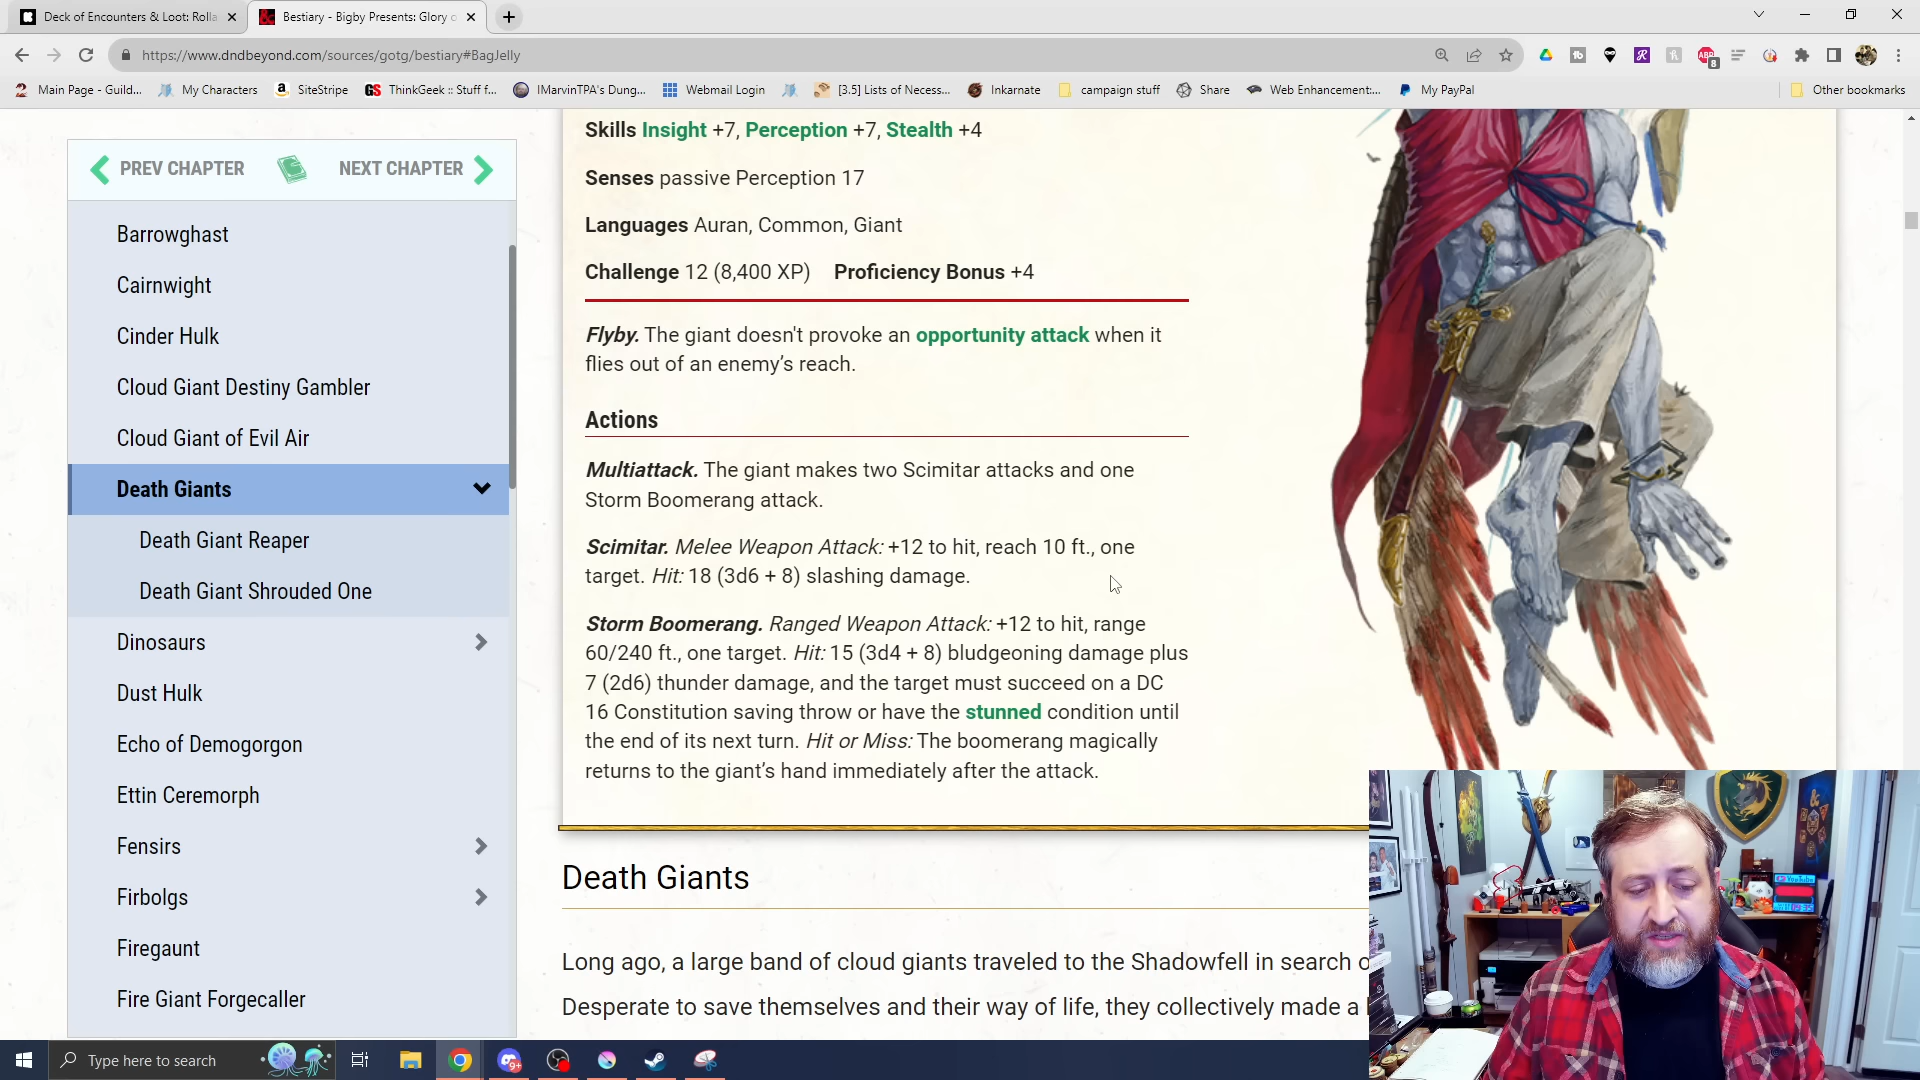 Deck of Encounters & Loot: Rolla
Bestiary - Bigby Presents: Glory o
https://www.dndbeyond.com/sources/gotg/bestiary#BagJelly
Main Page - Guild...
My Characters
SiteStripe
ThinkGeek :: Stuff f...
IMarvinTPA's Dung...
Webmail Login
[3.5] Lists of Necess...
Inkarnate
campaign stuff
Share
Web Enhancement:...
My PayPal
Other bookmarks
PREV CHAPTER
NEXT CHAPTER
Barrowghast
Cairnwight
Cinder Hulk
Cloud Giant Destiny Gambler
Cloud Giant of Evil Air
Death Giants
Death Giant Reaper
Death Giant Shrouded One
Dinosaurs
Dust Hulk
Echo of Demogorgon
Ettin Ceremorph
Fensirs
Firbolgs
Firegaunt
Fire Giant Forgecaller
Skills Insight +7, Perception +7, Stealth +4
Senses passive Perception 17
Languages Auran, Common, Giant
Challenge 12 (8,400 XP) Proficiency Bonus +4
Flyby. The giant doesn't provoke an opportunity attack when it
flies out of an enemy's reach.
Actions
Multiattack. The giant makes two Scimitar attacks and one
Storm Boomerang attack.
Scimitar. Melee Weapon Attack: +12 to hit, reach 10 ft., one
target. Hit: 18 (3d6 + 8) slashing damage.
Storm Boomerang. Ranged Weapon Attack: +12 to hit, range
60/240 ft., one target. Hit: 15 (3d4 + 8) bludgeoning damage plus
7 (2d6) thunder damage, and the target must succeed on a DC
16 Constitution saving throw or have the stunned condition until
the end of its next turn. Hit or Miss: The boomerang magically
returns to the giant's hand immediately after the attack.
Death Giants
Long ago, a large band of cloud giants traveled to the Shadowfell in search o
Desperate to save themselves and their way of life, they collectively made a
Type here to search
YouTube